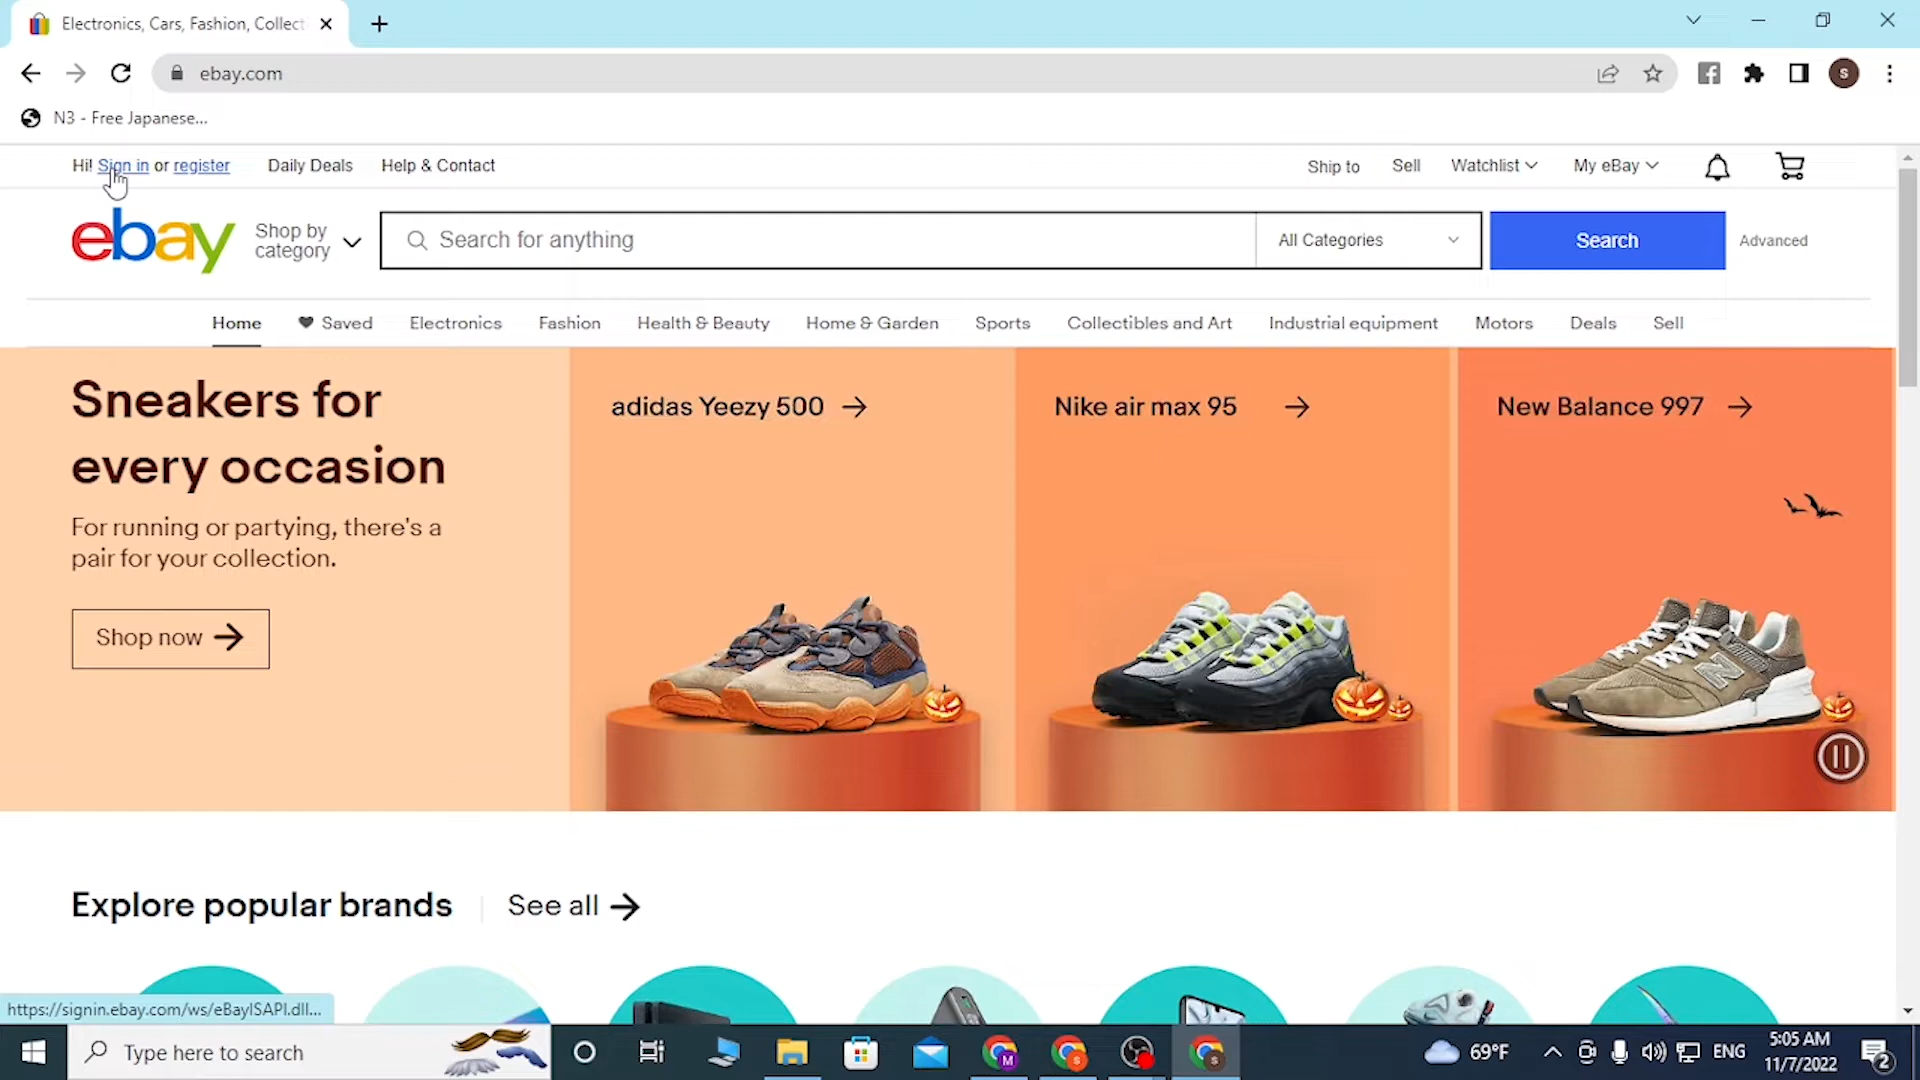 Electronics, Cars, Fashion, Collect
ebay.com
S
N3 - Free Japanese...
Hi! Sign in or register
Daily Deals
Help & Contact
Ship to
Sell
Watchlist
My eBay
ebay
Shop by
category
Search for anything
All Categories
Search
Advanced
Home
Saved
Electronics
Fashion
Health & Beauty
Home & Garden
Sports
Collectibles and Art
Industrial equipment
Motors
Deals
Sell
Sneakers for
every occasion
For running or partying, there's a
pair for your collection.
Shop now
adidas Yeezy 500
Nike air max 95
New Balance 997
N
Explore popular brands
See all
https://signin.ebay.com/ws/eBayISAPI.dll...
Type here to search
M
S
S
69°F
ENG
5:05 AM
11/7/2022
2